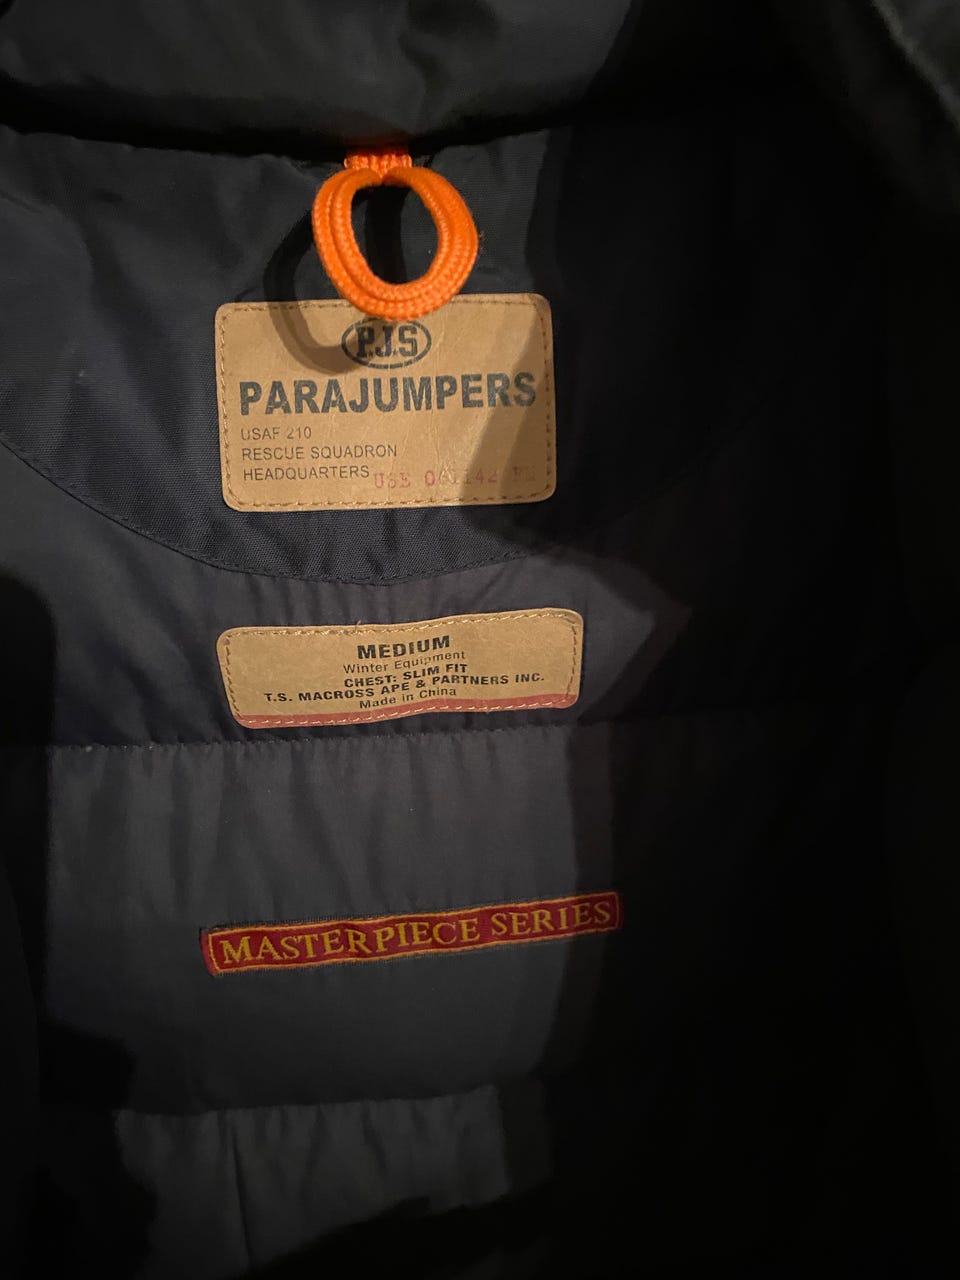 P.J.S
PARAJUMPERS
USAF 210
RESCUE SQUADRON
HEADQUARTERS USE
MEDIUM
Winter Equipment
CHEST: SLIM FIT
T.S. MACROSS APE & PARTNERS INC.
Made in China
MASTERPIECE SERIES